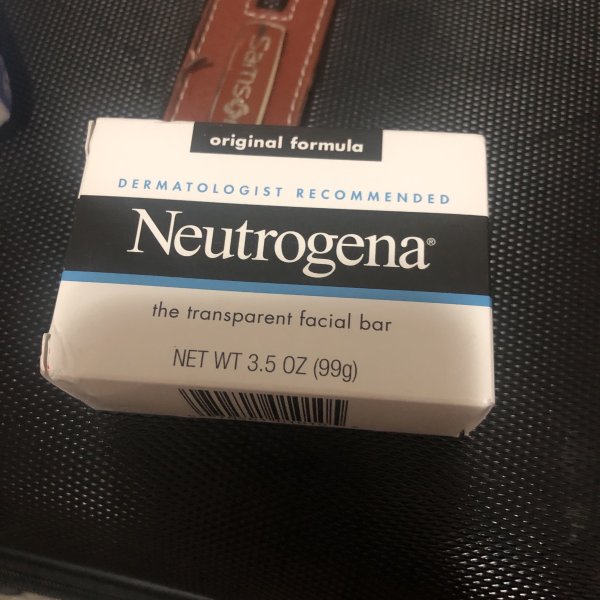 original formula
DERMATOLOGIST RECOMMENDED
Neutrogena®
the transparent facial bar
NET WT 3.5 OZ (99g)